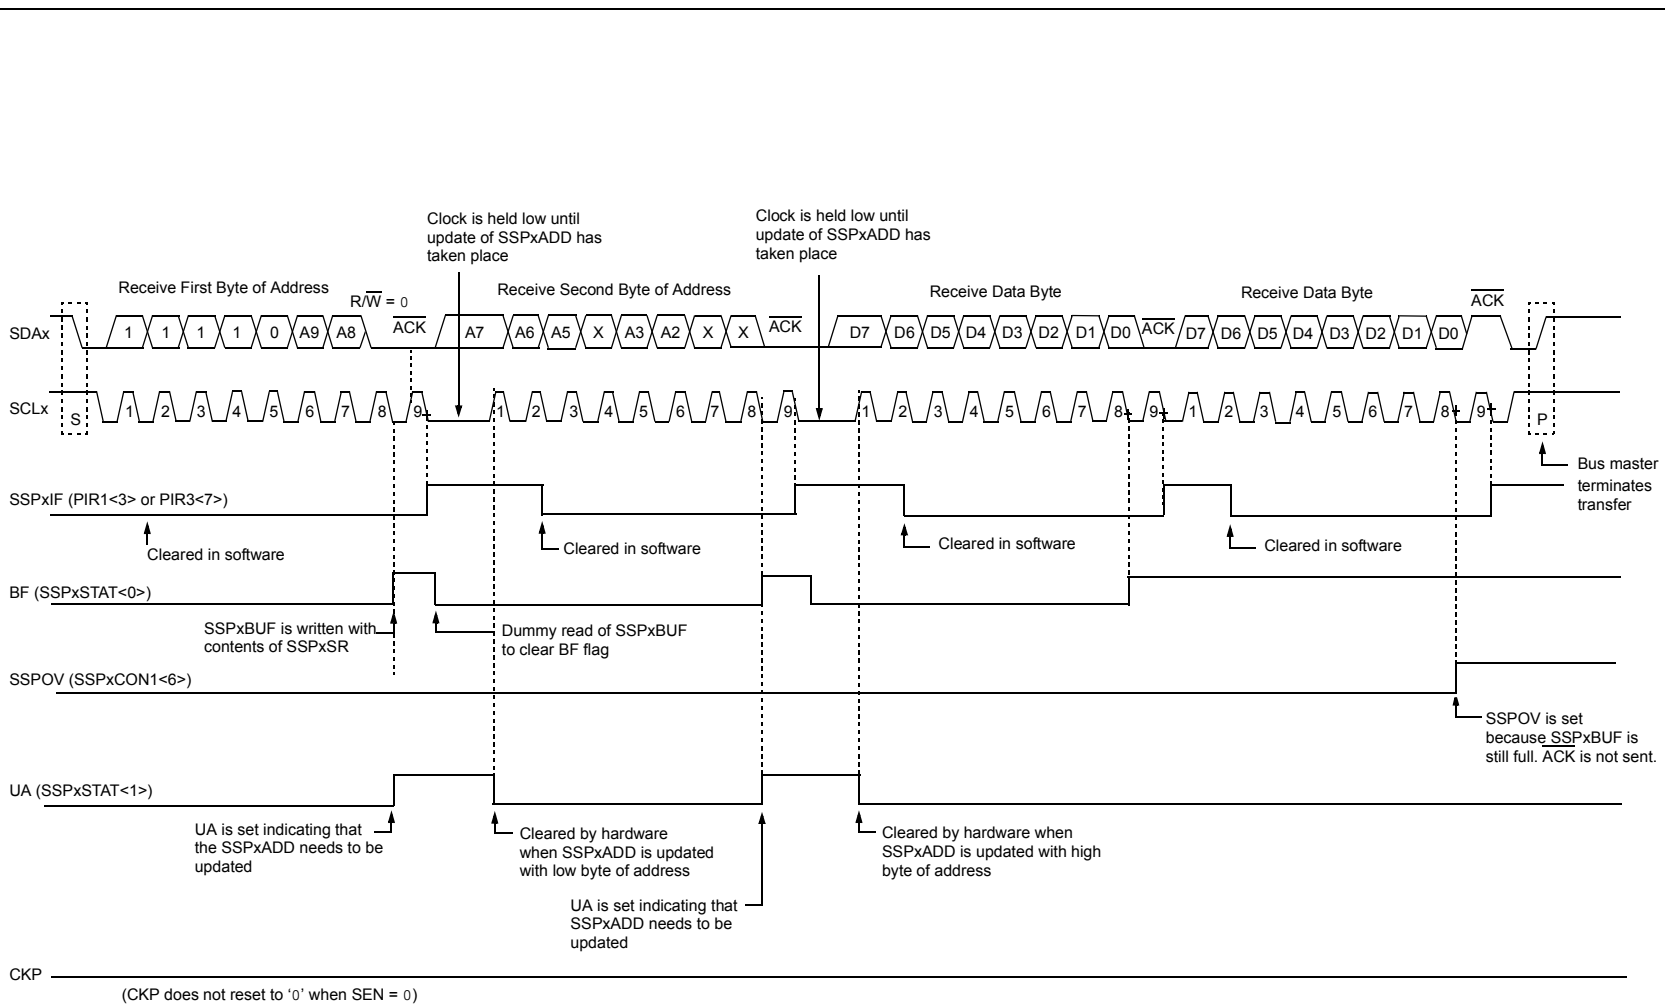 Clock is held low until
update of SSPxADD has
taken place
Clock is held low until
update of SSPxADD has
taken place
Receive First Byte of Address
R/W = 0
Receive Second Byte of Address
Receive Data Byte
Receive Data Byte
ACK
SDAx
1 1 1 1 0 A9 A8 ACK A7 A6 A5 X A3 A2 X X ACK D7 D6 D5 D4 D3 D2 D1 D0 ACK D7 D6 D5 D4 D3 D2 D1 D0
SCLx
S 1 2 3 4 5 6 7 8 9 1 2 3 4 5 6 7 8 9 1 2 3 4 5 6 7 8 9 1 2 3 4 5 6 7 8 9 P
Bus master
terminates
transfer
SSPxIF (PIR1<3> or PIR3<7>)
Cleared in software
Cleared in software
Cleared in software
Cleared in software
BF (SSPxSTAT<0>)
SSPxBUF is written with
contents of SSPxSR
Dummy read of SSPxBUF
to clear BF flag
SSPOV (SSPxCON1<6>)
SSPOV is set
because SSPxBUF is
still full. ACK is not sent.
UA (SSPxSTAT<1>)
UA is set indicating that
the SSPxADD needs to be
updated
Cleared by hardware
when SSPxADD is updated
with low byte of address
UA is set indicating that
SSPxADD needs to be
updated
Cleared by hardware when
SSPxADD is updated with high
byte of address
CKP
(CKP does not reset to ‘0’ when SEN = 0)